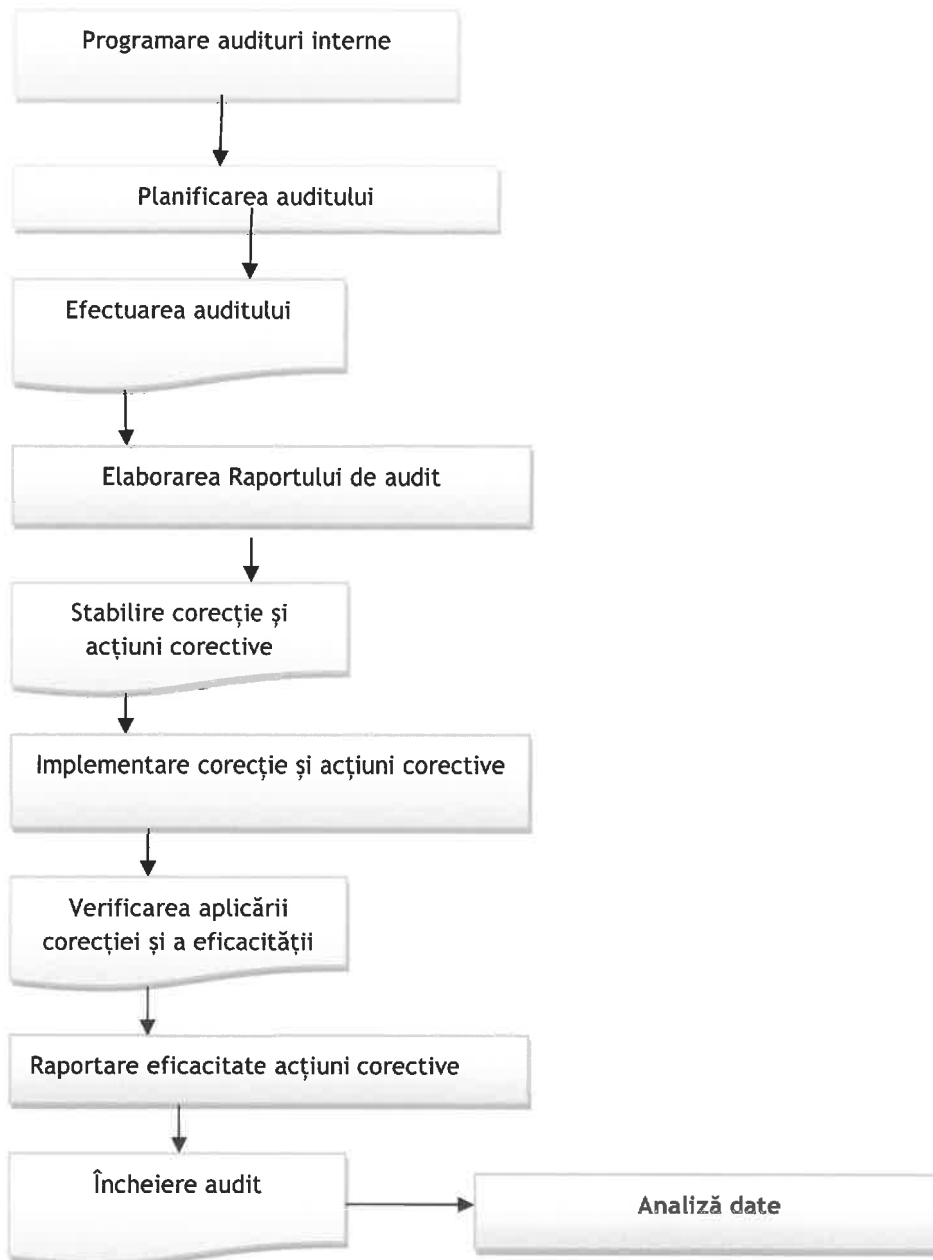 Programare audituri interne
Planificarea auditului
Efectuarea auditului
Elaborarea Raportului de audit
Stabilire corecție și
acțiuni corective
Implementare corecție și acțiuni corective
Verificarea aplicării
corecției și a eficacității
Raportare eficacitate acțiuni corective
Încheiere audit
Analiză date